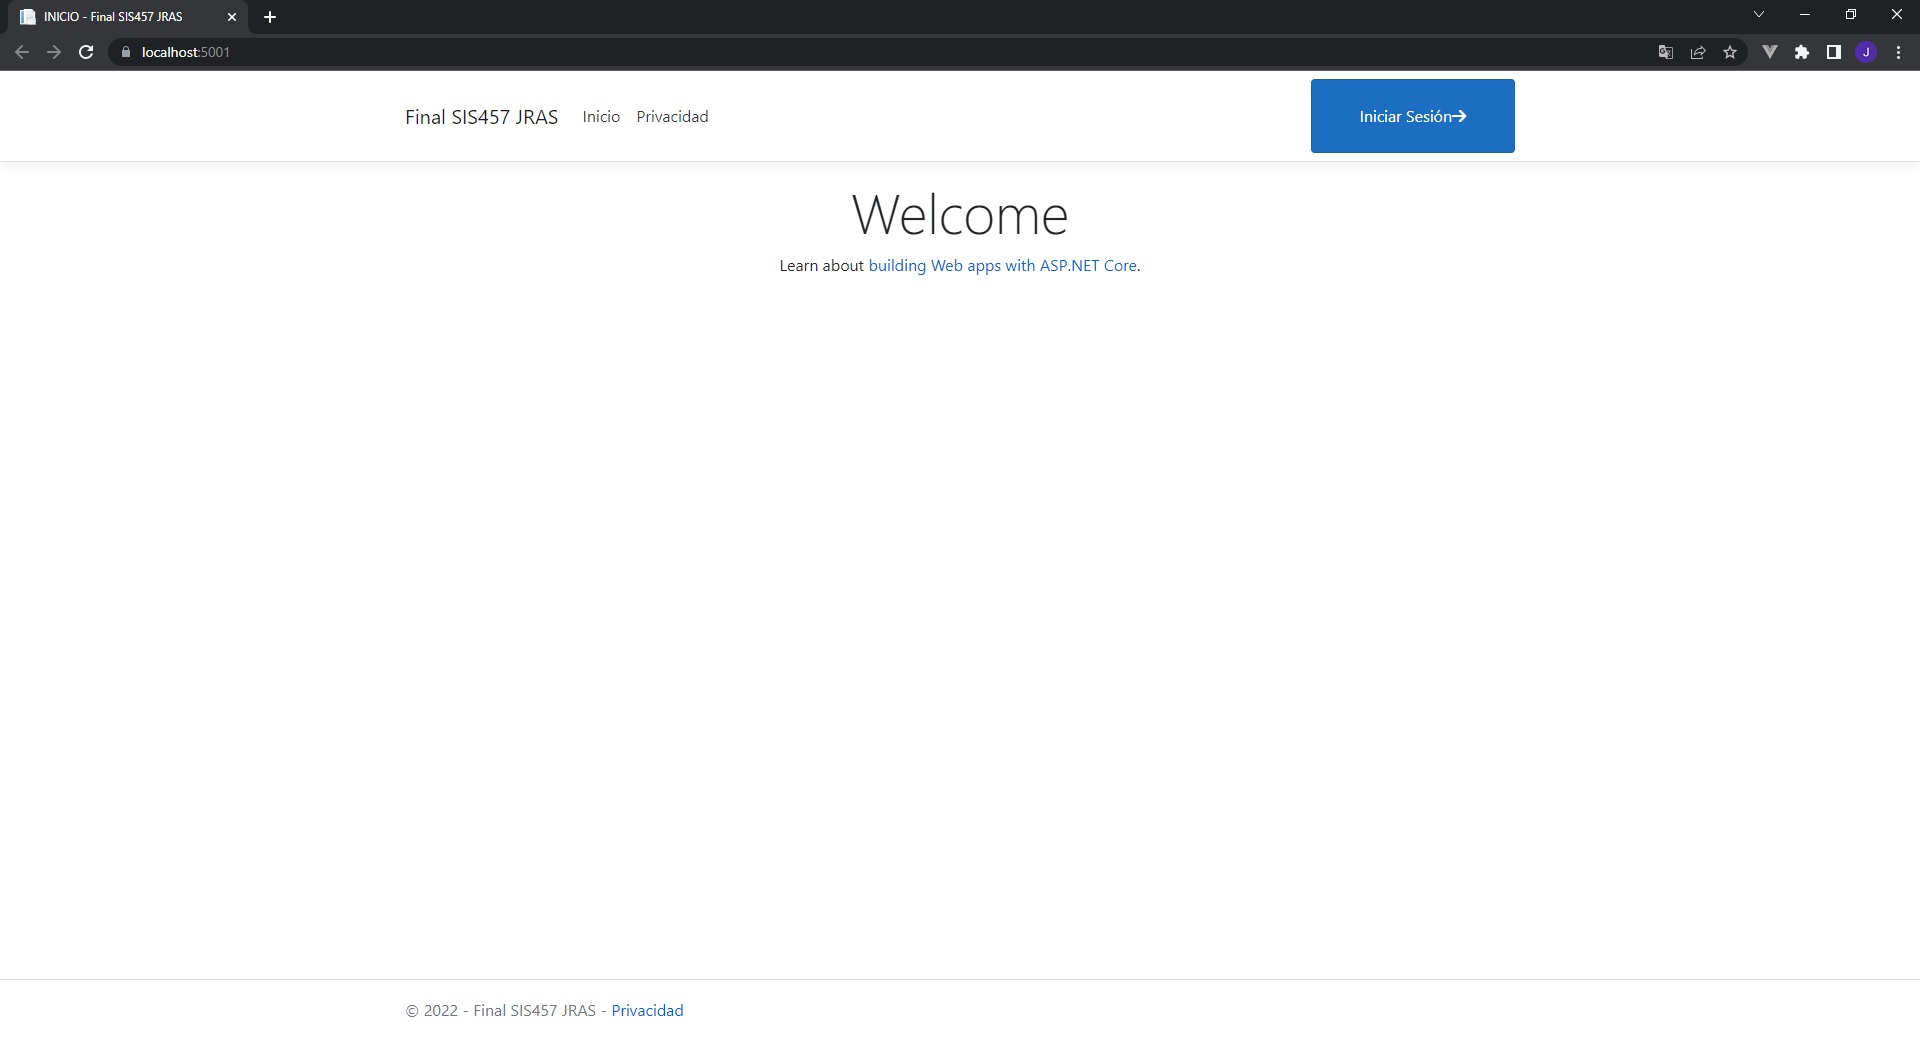 INICIO - Final SIS457 JRAS
localhost:5001
J
Final SIS457 JRAS Inicio Privacidad Iniciar Sesión
Welcome
Learn about building Web apps with ASP.NET Core.
© 2022 - Final SIS457 JRAS - Privacidad